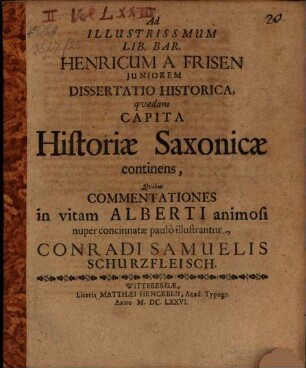 Ad
ILLUSTRISSMUM
LIB. BAR.
HENRICUM A FRISEN
JUNIOREM
DISSERTATIO HISTORICA,
quædam
CAPITA
Historiæ Saxonicæ
continens,
Quibus
COMMENTATIONES
in vitam ALBERTI animosi
nuper concinnatæ paulò illustrantur.,
CONRADI SAMUELIS
SCHURZFLEISCH.
WITTEBERGÆ,
Literis MATTHÆI HENCKELII, Acad. Typogr.
Anno M. DC. LXXVI.